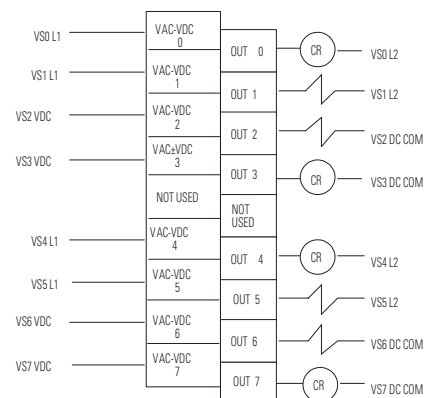 VS0 L1
VAC-VDC
0
OUT 0
CR
VS0 L2
VS1 L1
VAC-VDC
1
OUT 1
VS1 L2
VS2 VDC
VAC-VDC
2
OUT 2
VS2 DC COM
VS3 VDC
VAC±VDC
3
OUT 3
CR
VS3 DC COM
NOT USED
NOT
USED
VS4 L1
VAC-VDC
4
OUT 4
CR
VS4 L2
VS5 L1
VAC-VDC
5
OUT 5
VS5 L2
VS6 VDC
VAC-VDC
6
OUT 6
VS6 DC COM
VS7 VDC
VAC-VDC
7
OUT 7
CR
VS7 DC COM